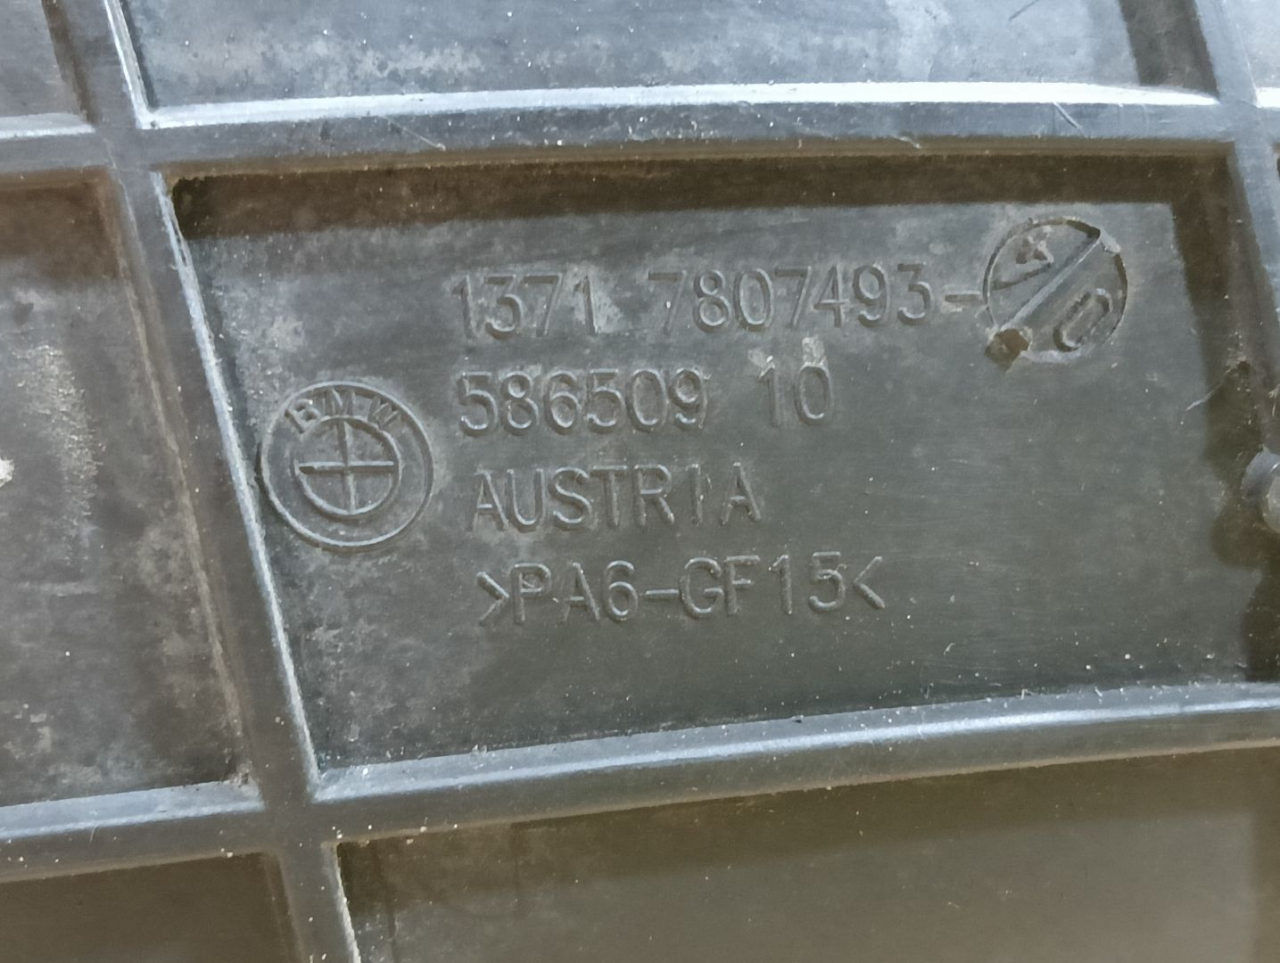 1371 7807493-
586509 10
BMW
AUSTRIA
>PA6-GF15<